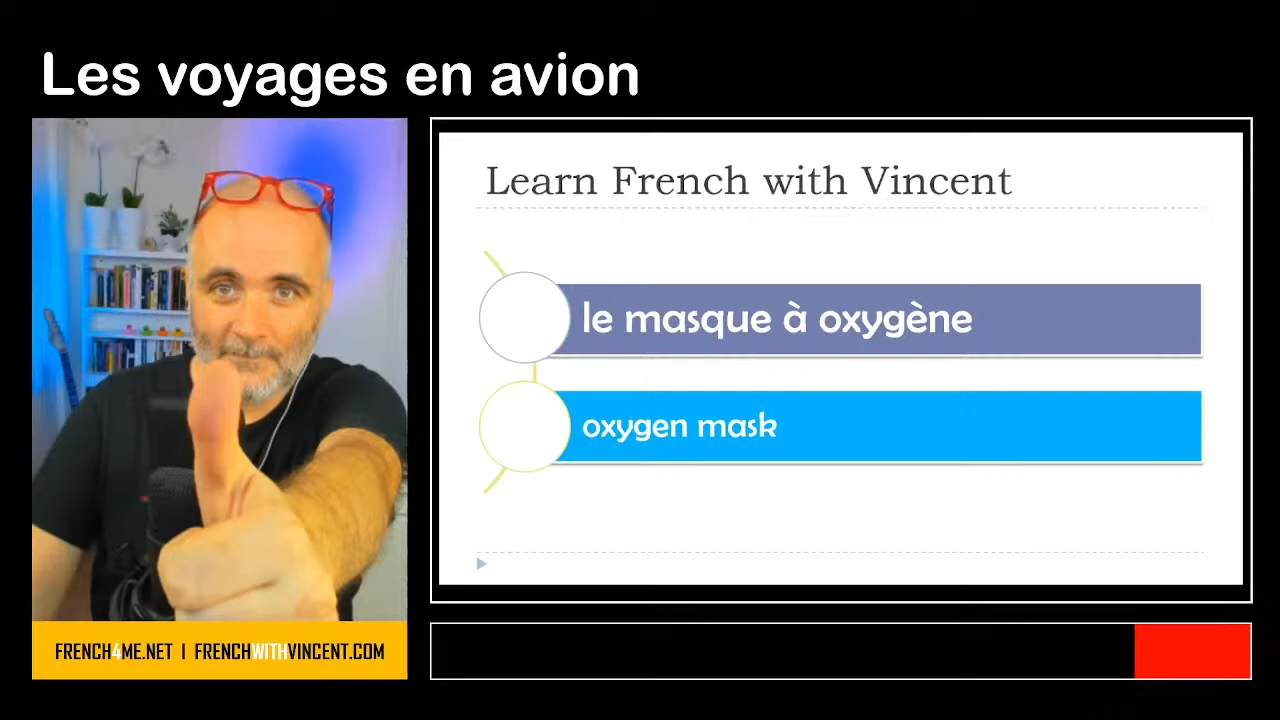 Les voyages en avion
Learn French with Vincent
le masque à oxygène
oxygen mask
FRENCH4ME.NET | FRENCHWITHVINCENT.COM